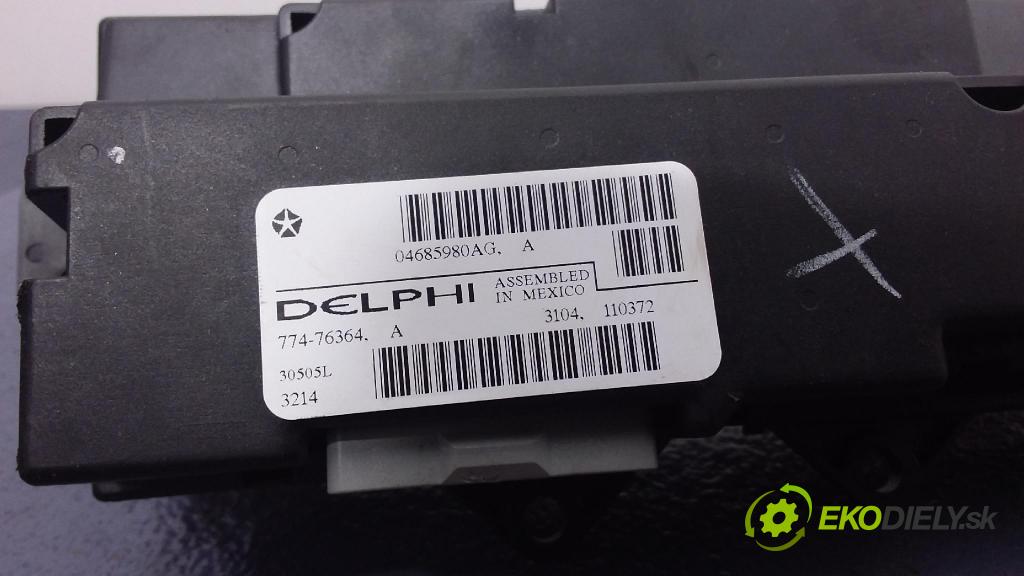 04685980AG, A
DELPHI
ASSEMBLED
IN MEXICO
774-76364, A
3104, 110372
30505L
3214
EKODIELY.sk